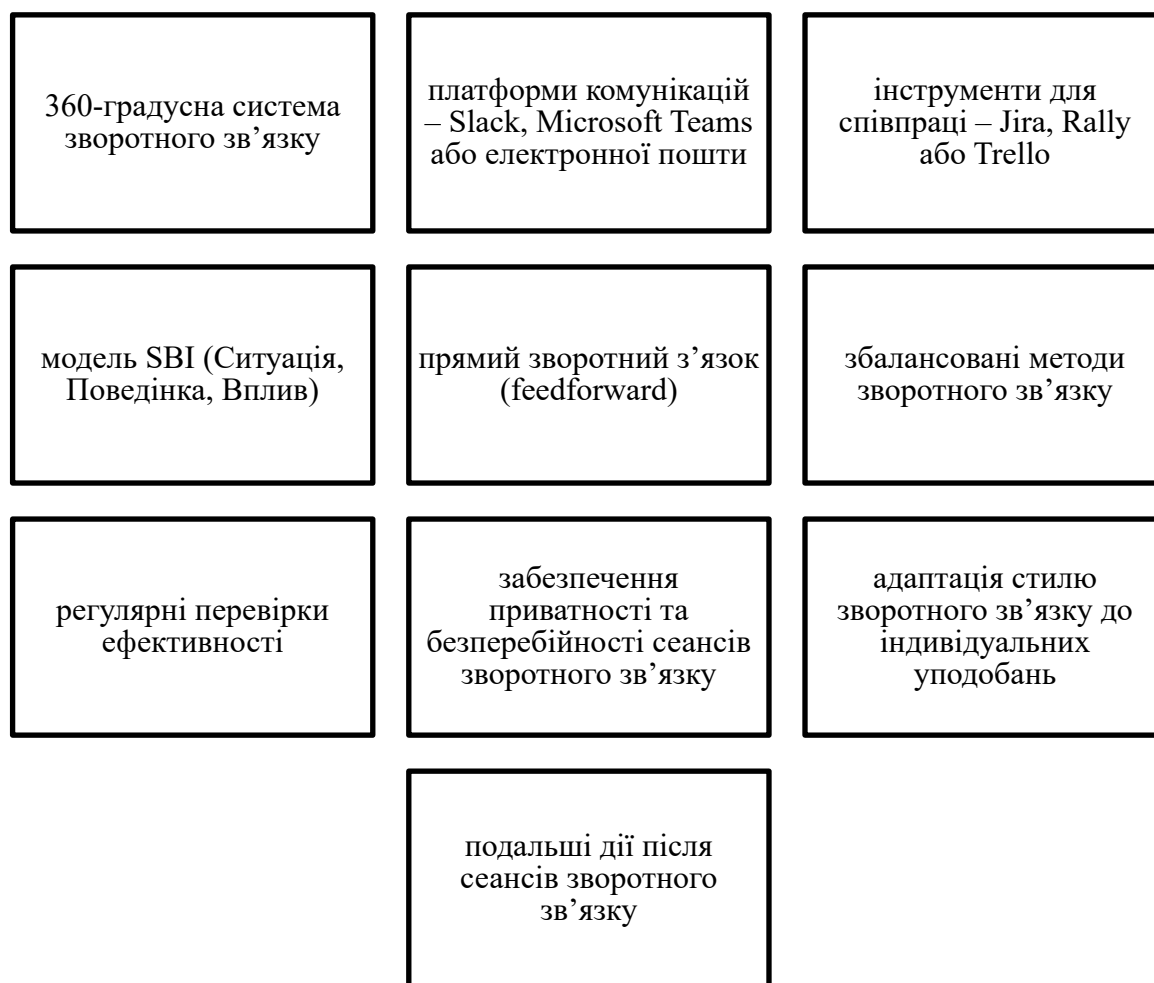 360-градусна система
зворотного зв’язку
платформи комунікацій
– Slack, Microsoft Teams
або електронної пошти
інструменти для
співпраці – Jira, Rally
або Trello
модель SBI (Ситуація,
Поведінка, Вплив)
прямий зворотний з’язок
(feedforward)
збалансовані методи
зворотного зв’язку
регулярні перевірки
ефективності
забезпечення
приватності та
безперебійності сеансів
зворотного зв’язку
адаптація стилю
зворотного зв’язку до
індивідуальних
уподобань
подальші дії після
сеансів зворотного
зв’язку